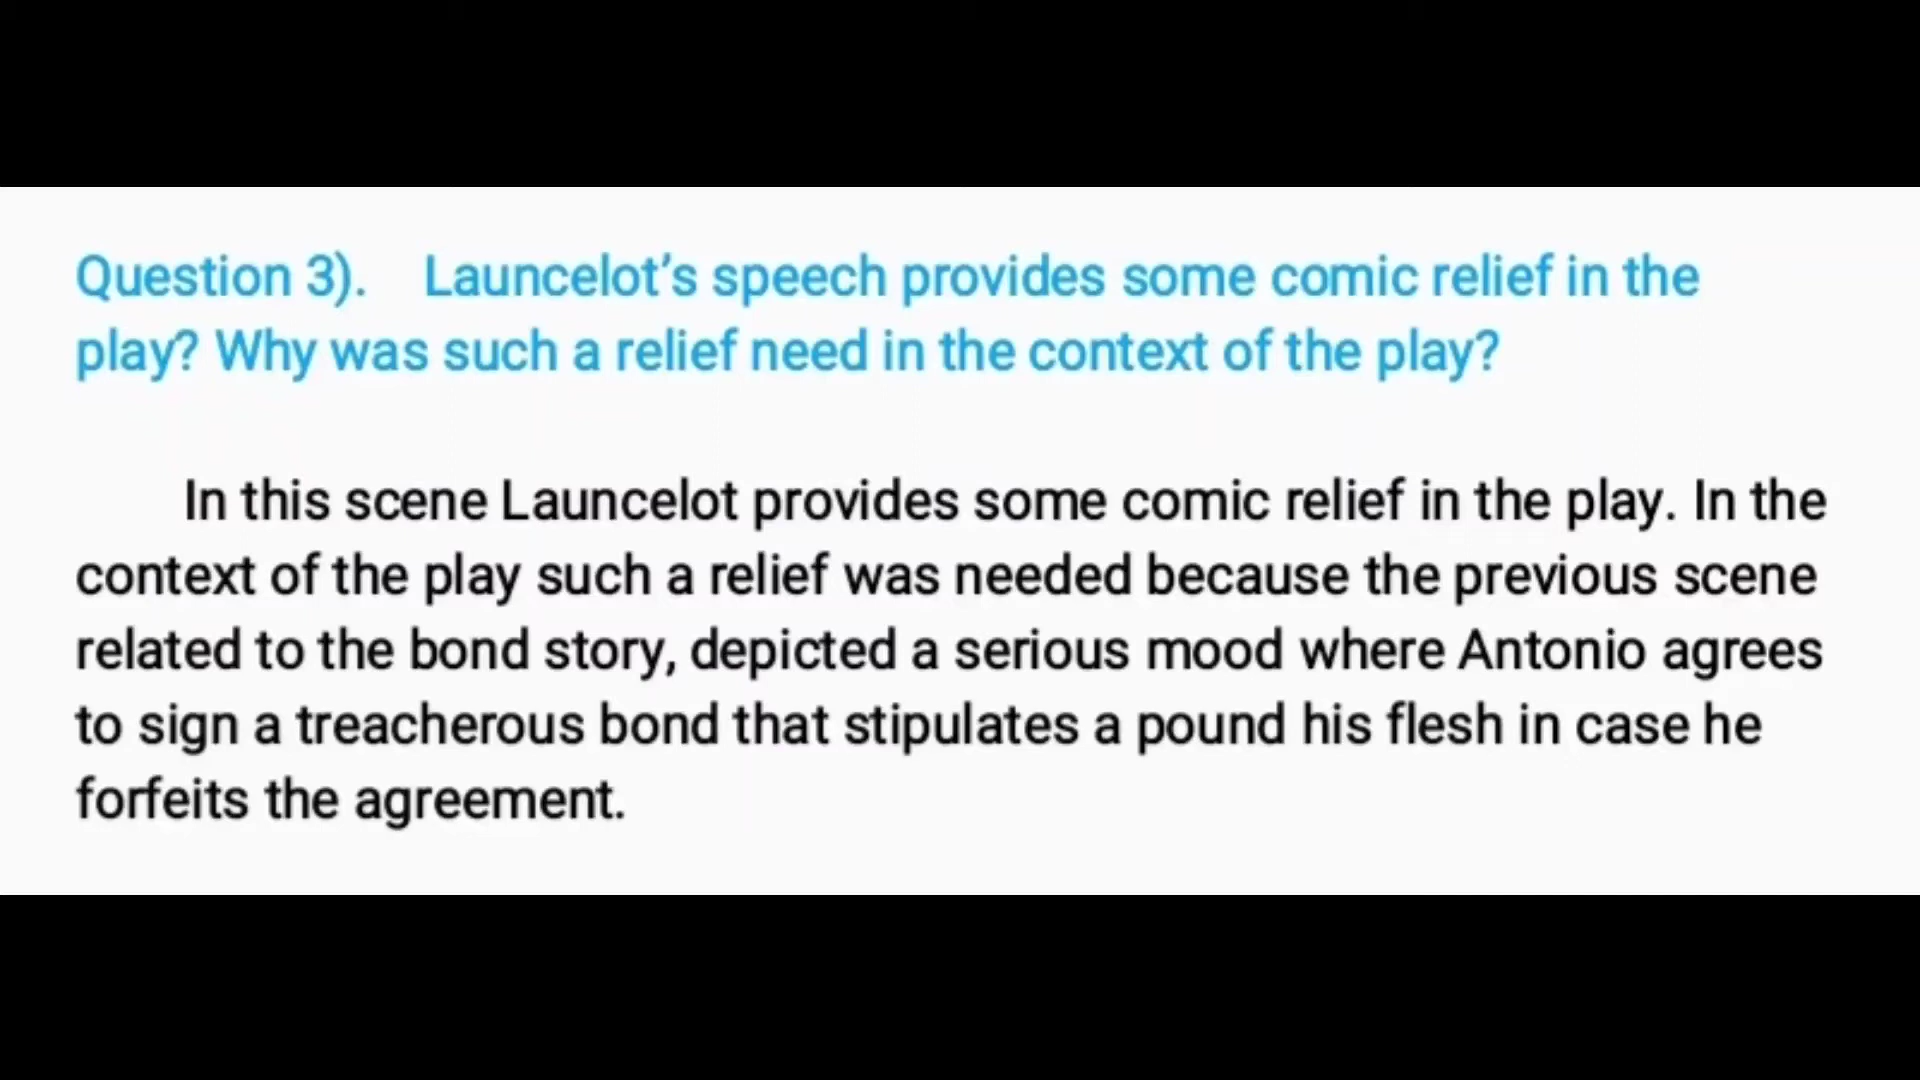 Question 3). Launcelot’s speech provides some comic relief in the
play? Why was such a relief need in the context of the play?
In this scene Launcelot provides some comic relief in the play. In the
context of the play such a relief was needed because the previous scene
related to the bond story, depicted a serious mood where Antonio agrees
to sign a treacherous bond that stipulates a pound his flesh in case he
forfeits the agreement.